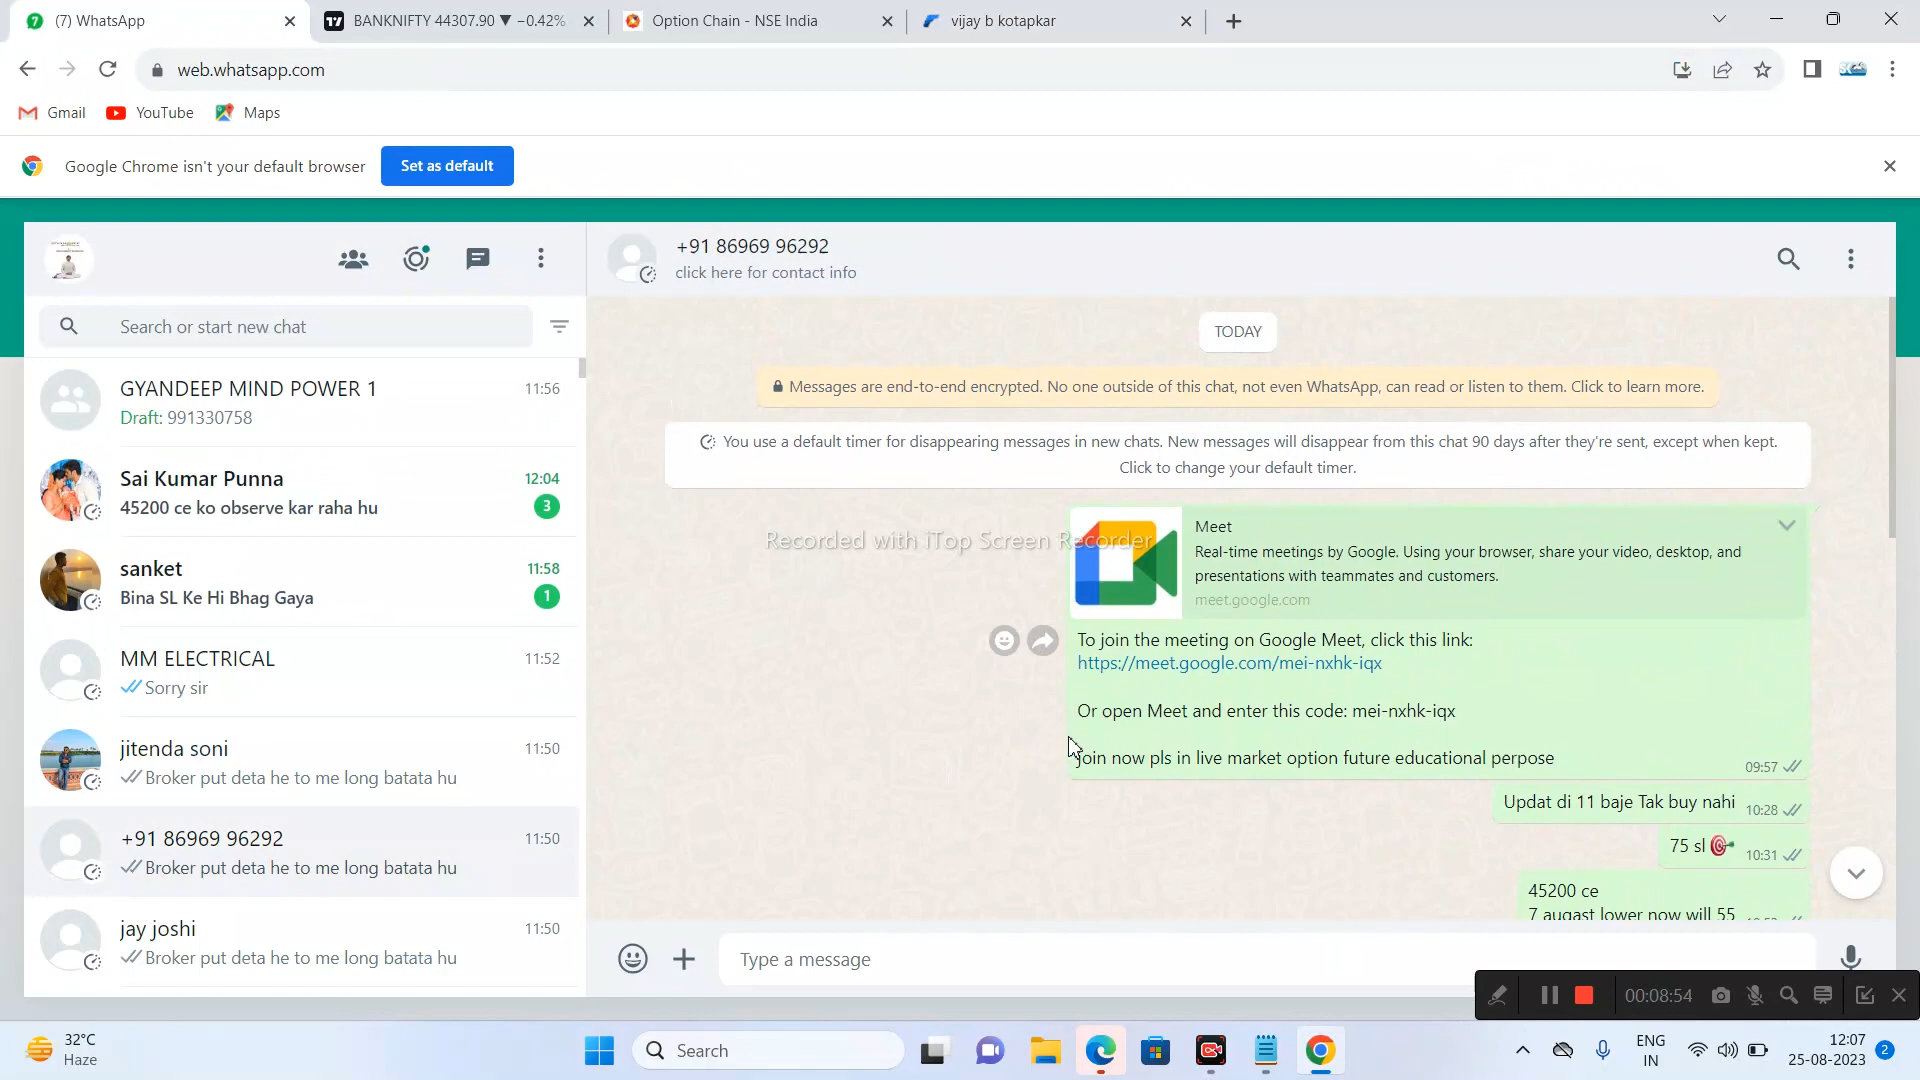 (7) WhatsApp
BANKNIFTY 44307.90 ▼ −0.42%
Option Chain - NSE India
vijay b kotapkar
web.whatsapp.com
Gmail
YouTube
Maps
Google Chrome isn't your default browser
Set as default
+91 86969 96292
click here for contact info
Search or start new chat
GYANDEEP MIND POWER 1
11:56
Draft: 991330758
Sai Kumar Punna
12:04
45200 ce ko observe kar raha hu
3
sanket
11:58
Bina SL Ke Hi Bhag Gaya
1
MM ELECTRICAL
11:52
Sorry sir
jitenda soni
11:50
Broker put deta he to me long batata hu
+91 86969 96292
11:50
Broker put deta he to me long batata hu
jay joshi
11:50
Broker put deta he to me long batata hu
TODAY
Messages are end-to-end encrypted. No one outside of this chat, not even WhatsApp, can read or listen to them. Click to learn more.
You use a default timer for disappearing messages in new chats. New messages will disappear from this chat 90 days after they're sent, except when kept.
Click to change your default timer.
Recorded with iTop Screen Recorder
Meet
Real-time meetings by Google. Using your browser, share your video, desktop, and
presentations with teammates and customers.
meet.google.com
To join the meeting on Google Meet, click this link:
https://meet.google.com/mei-nxhk-iqx
Or open Meet and enter this code: mei-nxhk-iqx
Join now pls in live market option future educational perpose
09:57
Updat di 11 baje Tak buy nahi
10:28
75 sl 🎯
10:31
45200 ce
7 augast lower now will 55
Type a message
00:08:54
32°C
Haze
Search
ENG
IN
12:07
25-08-2023
2